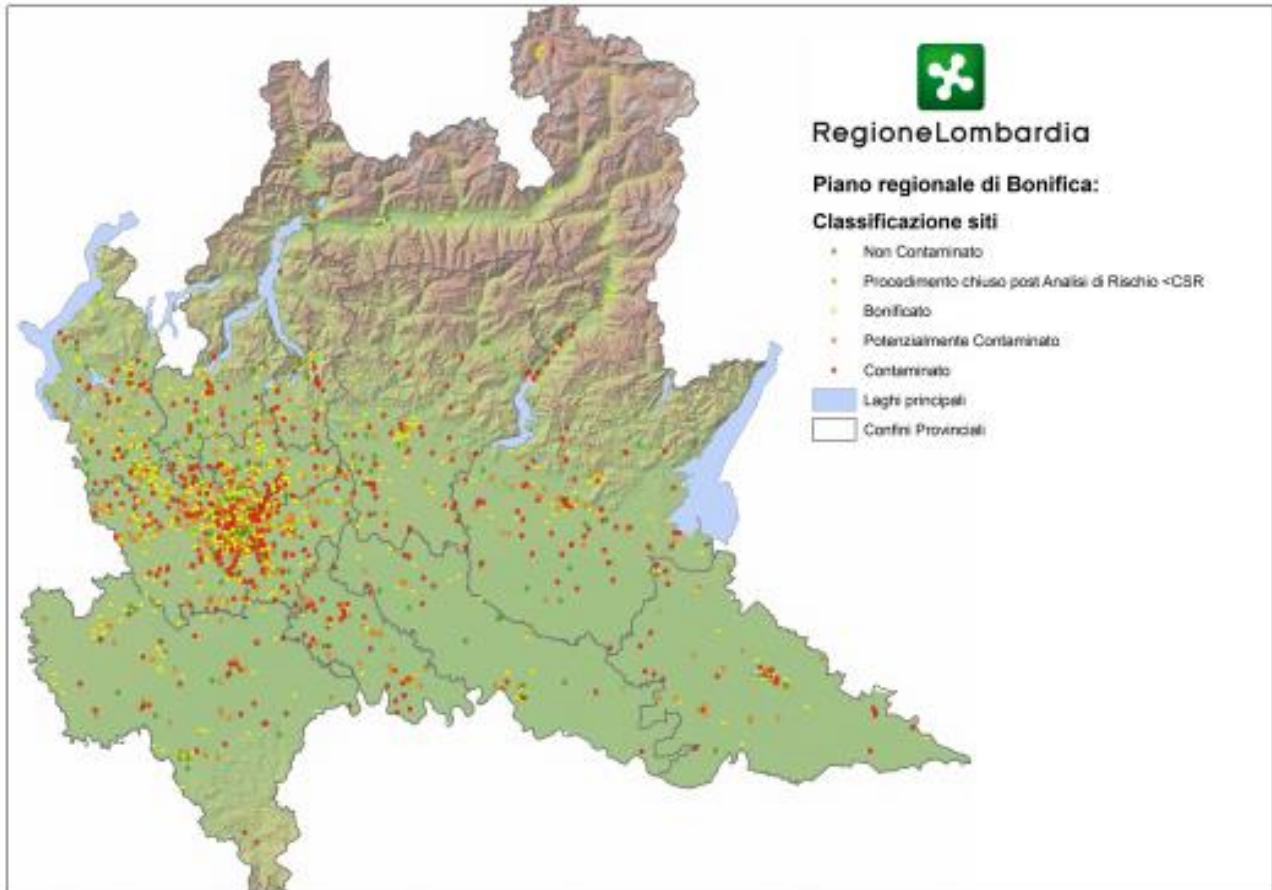 RegioneLombardia
Piano regionale di Bonifica:
Classificazione siti
Non Contaminato
Procedimento chiuso post Analisi di Rischio <CSR
Bonificato
Potenzialmente Contaminato
Contaminato
Laghi principali
Confini Provinciali